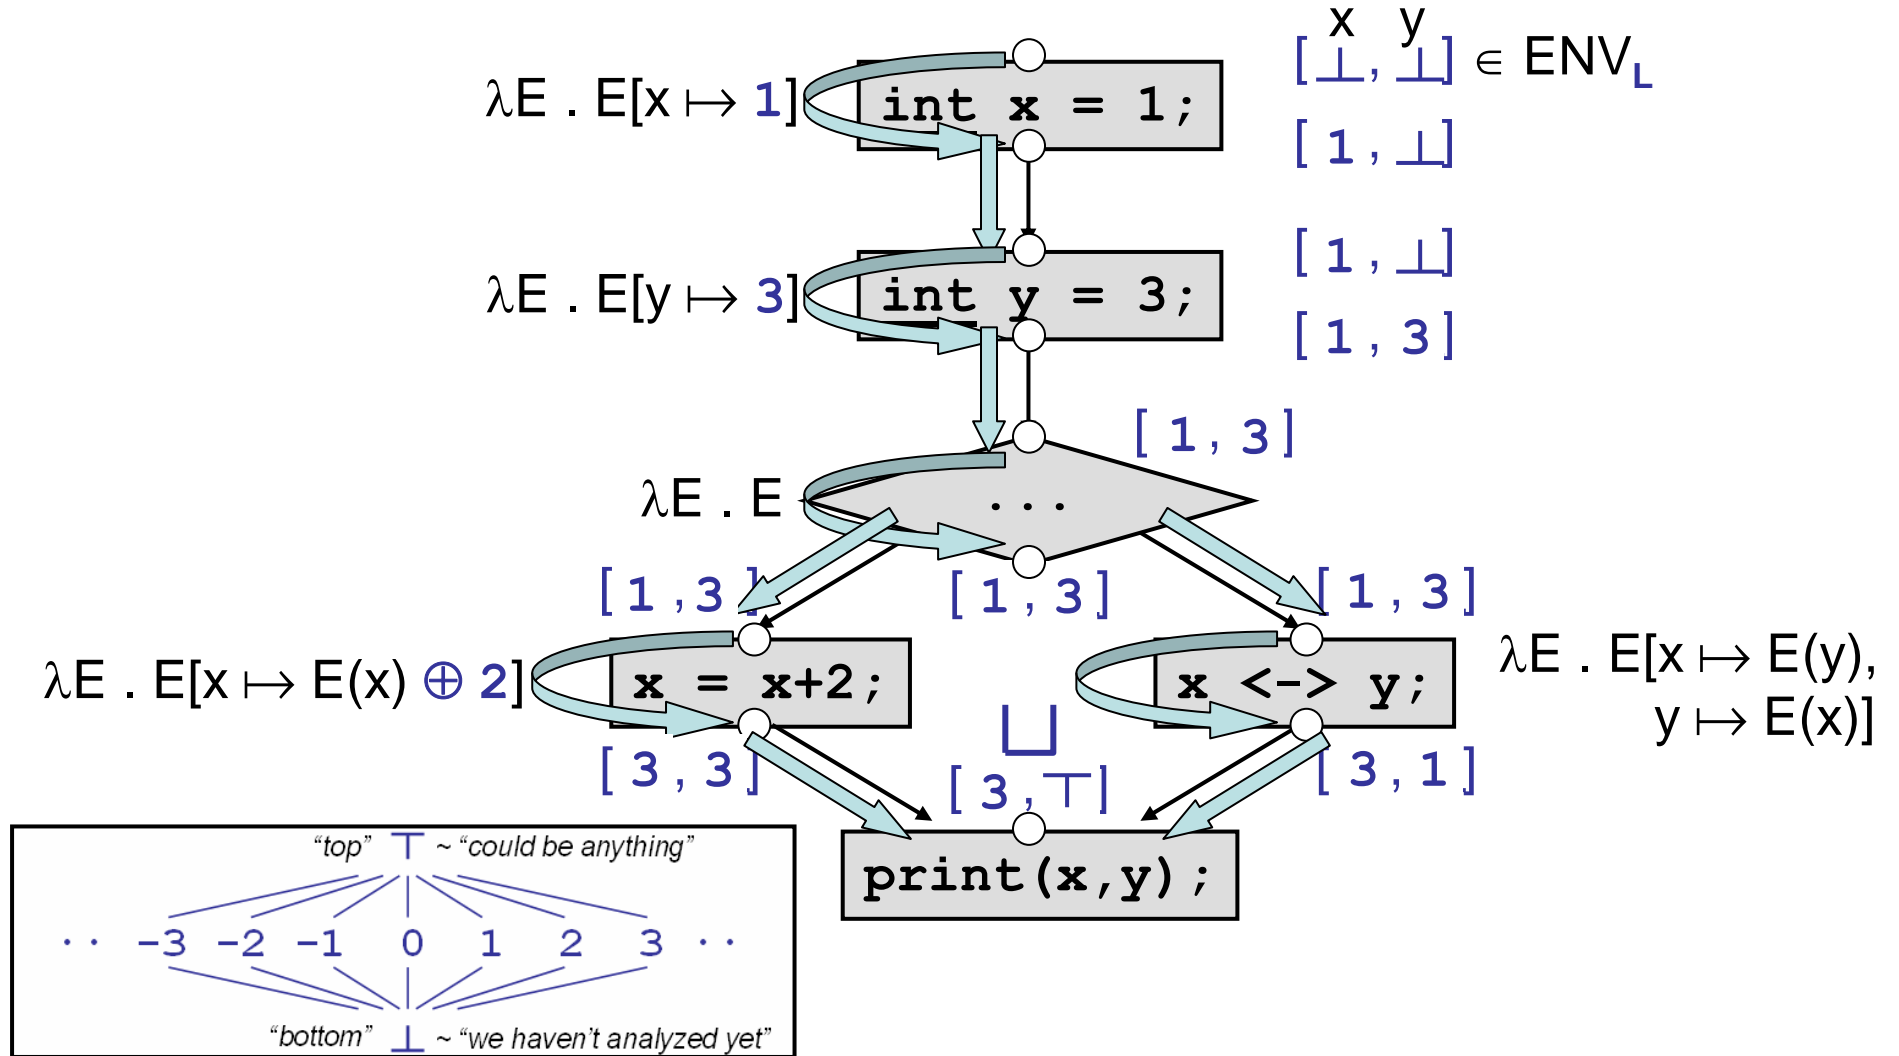 x y
[⊥, ⊥] ∈ ENV_L
λE . E[x ↦ 1]
int x = 1;
[1, ⊥]
[1, ⊥]
λE . E[y ↦ 3]
int y = 3;
[1, 3]
[1, 3]
λE . E
...
[1, 3]
[1, 3]
[1, 3]
λE . E[x ↦ E(x) ⊕ 2]
x = x+2;
x <-> y;
λE . E[x ↦ E(y),
y ↦ E(x)]
⊔
[3, 3]
[3, ⊤]
[3, 1]
print(x,y);
“top” ⊤ ~ “could be anything”
·· -3 -2 -1 0 1 2 3 ··
“bottom” ⊥ ~ “we haven’t analyzed yet”